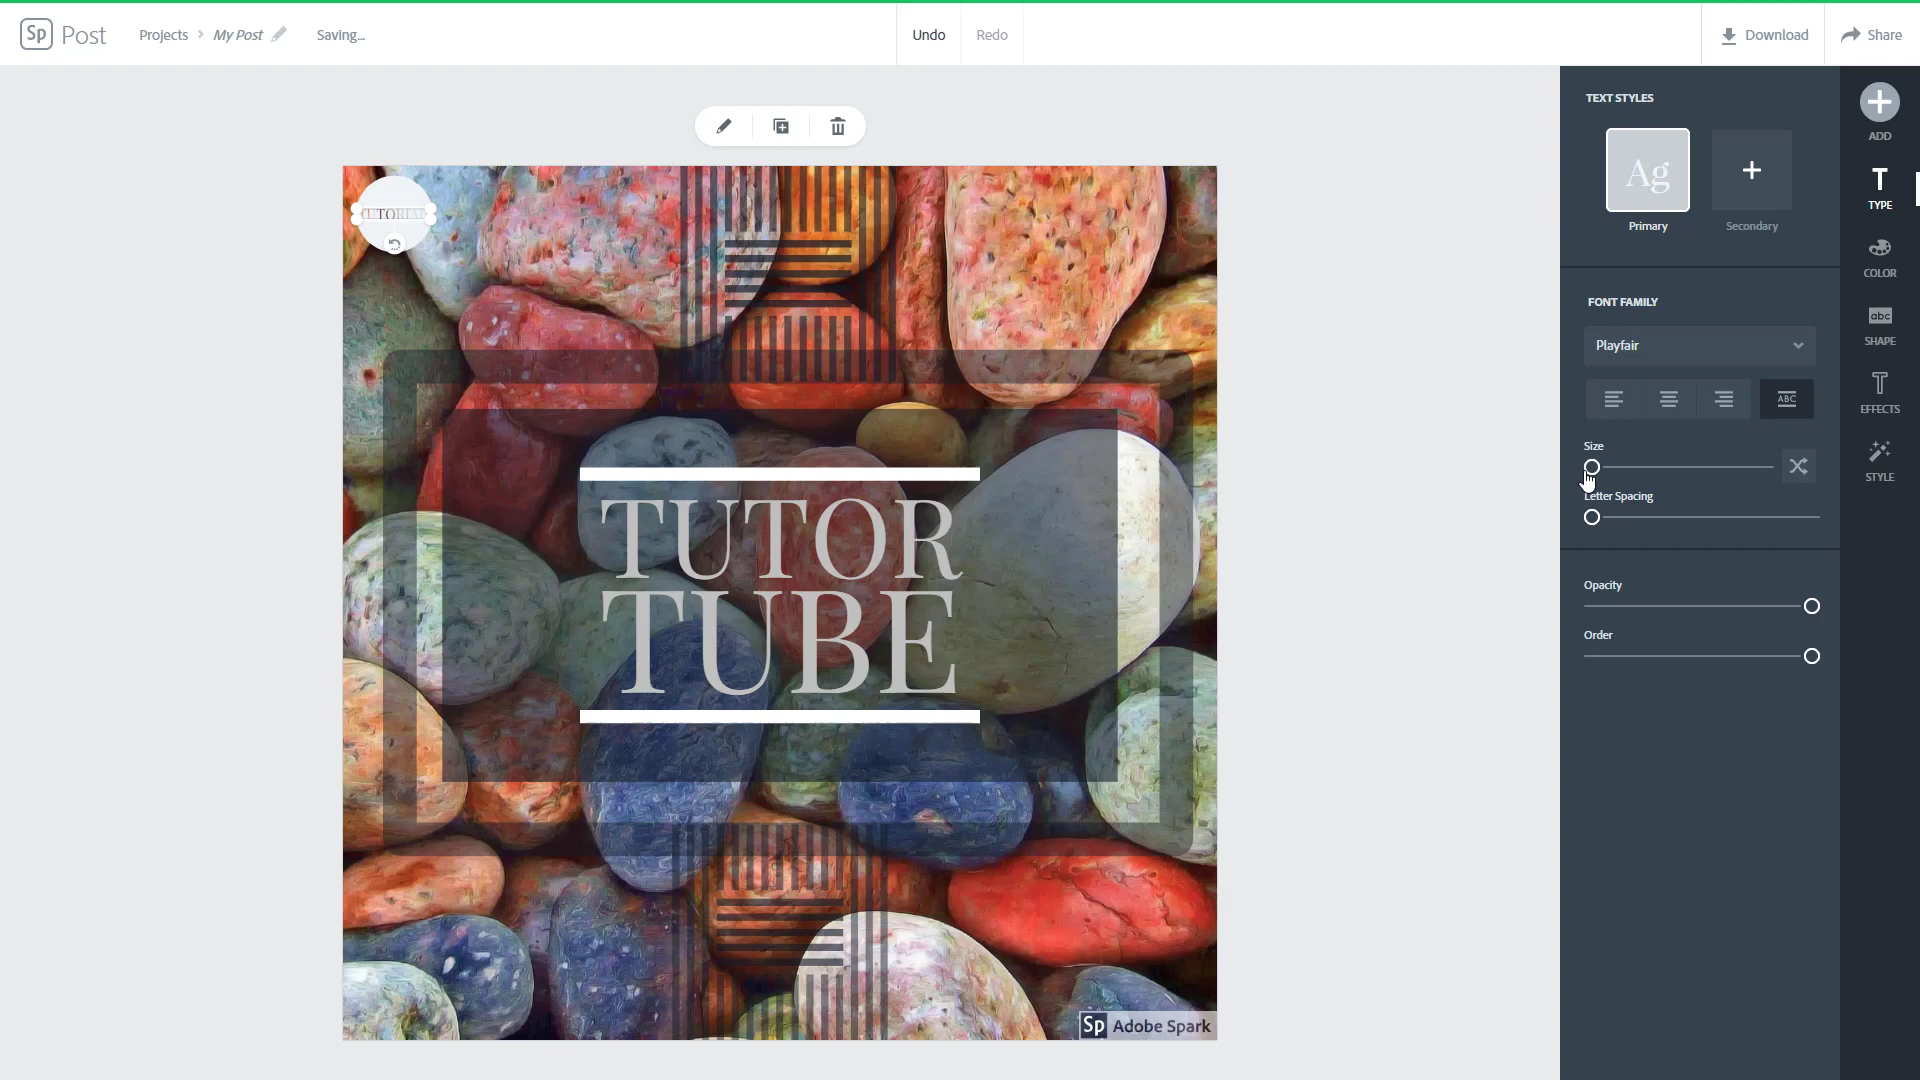 Sp Post
Projects > My Post
Saving...
Undo
Redo
Download
Share
TEXT STYLES
Ag
Primary
Secondary
FONT FAMILY
Playfair
ABC
Size
Letter Spacing
Opacity
Order
ADD
T
TYPE
COLOR
abc
SHAPE
T
EFFECTS
STYLE
TUTORIAL
TUTOR
TUBE
Sp Adobe Spark